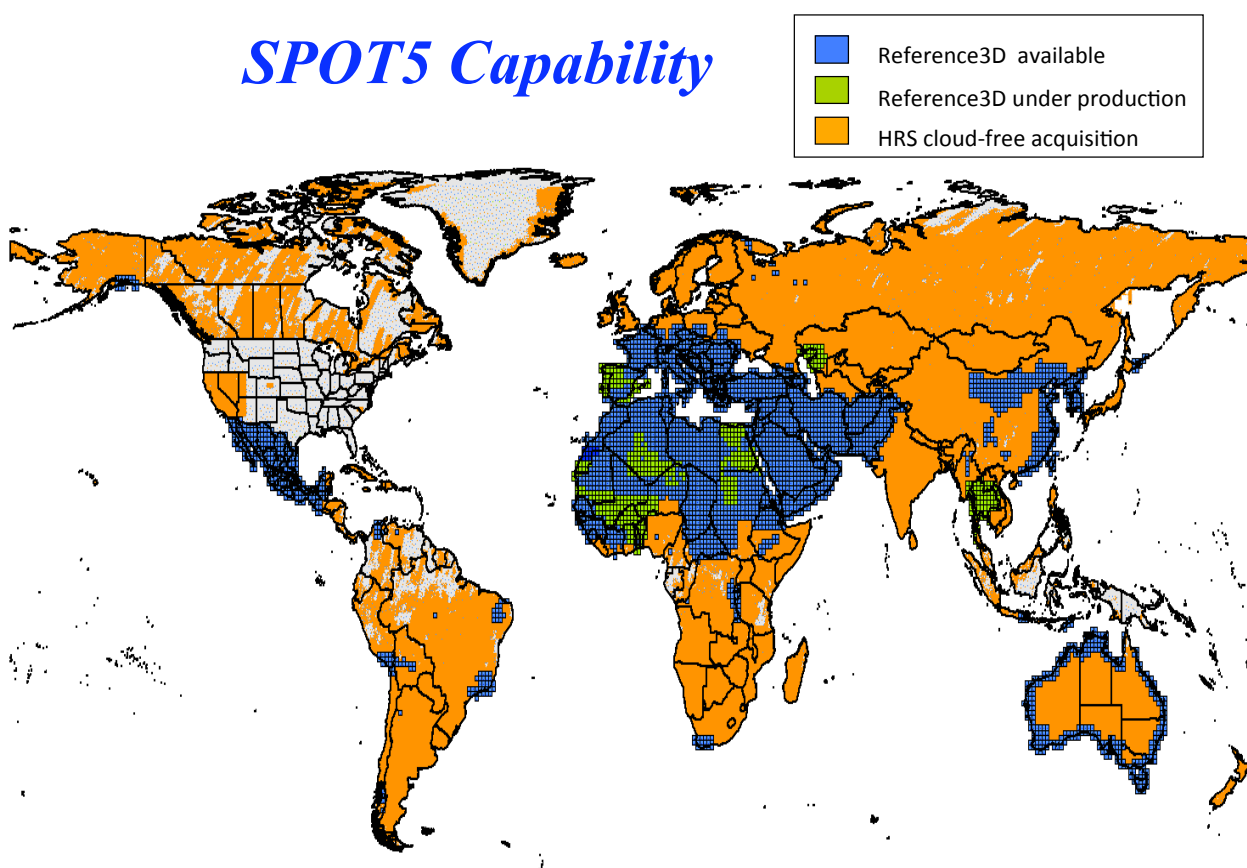 SPOT5 Capability
Reference3D available
Reference3D under production
HRS cloud-free acquisition